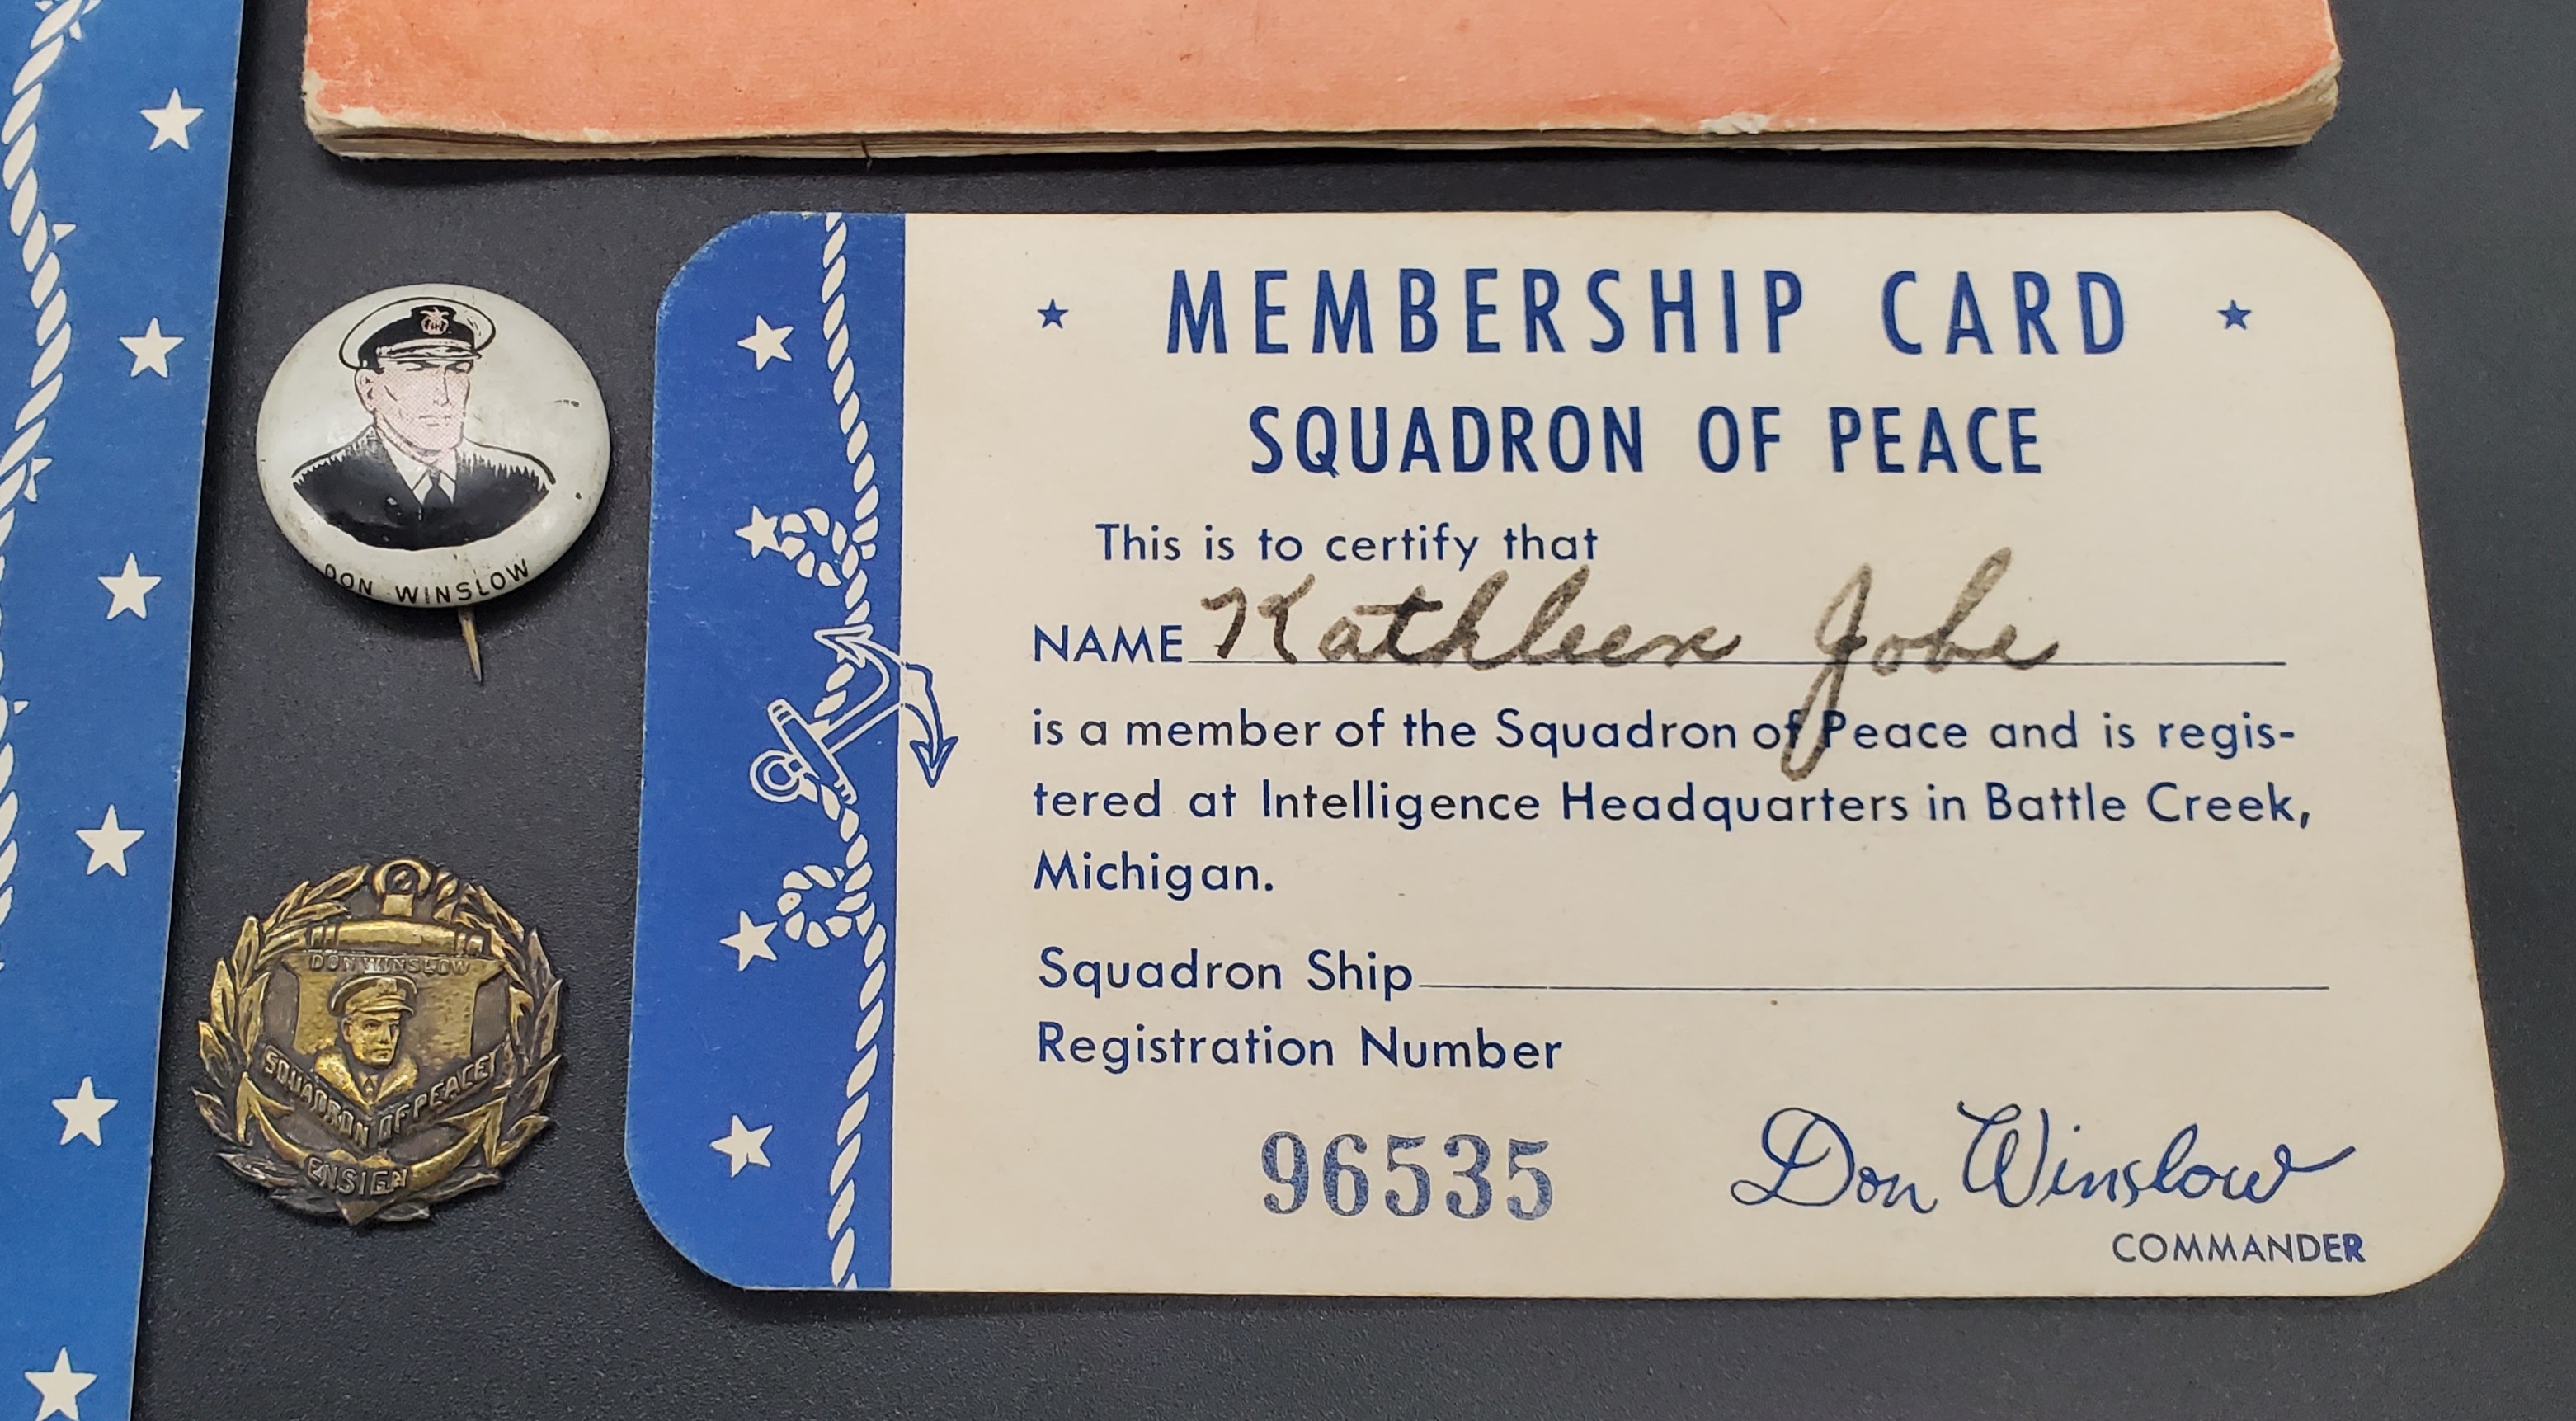 DON WINSLOW
DON WINSLOW
SQUADRON OF PEACE
ENSIGN
MEMBERSHIP CARD
SQUADRON OF PEACE
This is to certify that
NAME Kathleen Jobe
is a member of the Squadron of Peace and is regis-
tered at Intelligence Headquarters in Battle Creek,
Michigan.
Squadron Ship
Registration Number
96535
Don Winslow
COMMANDER